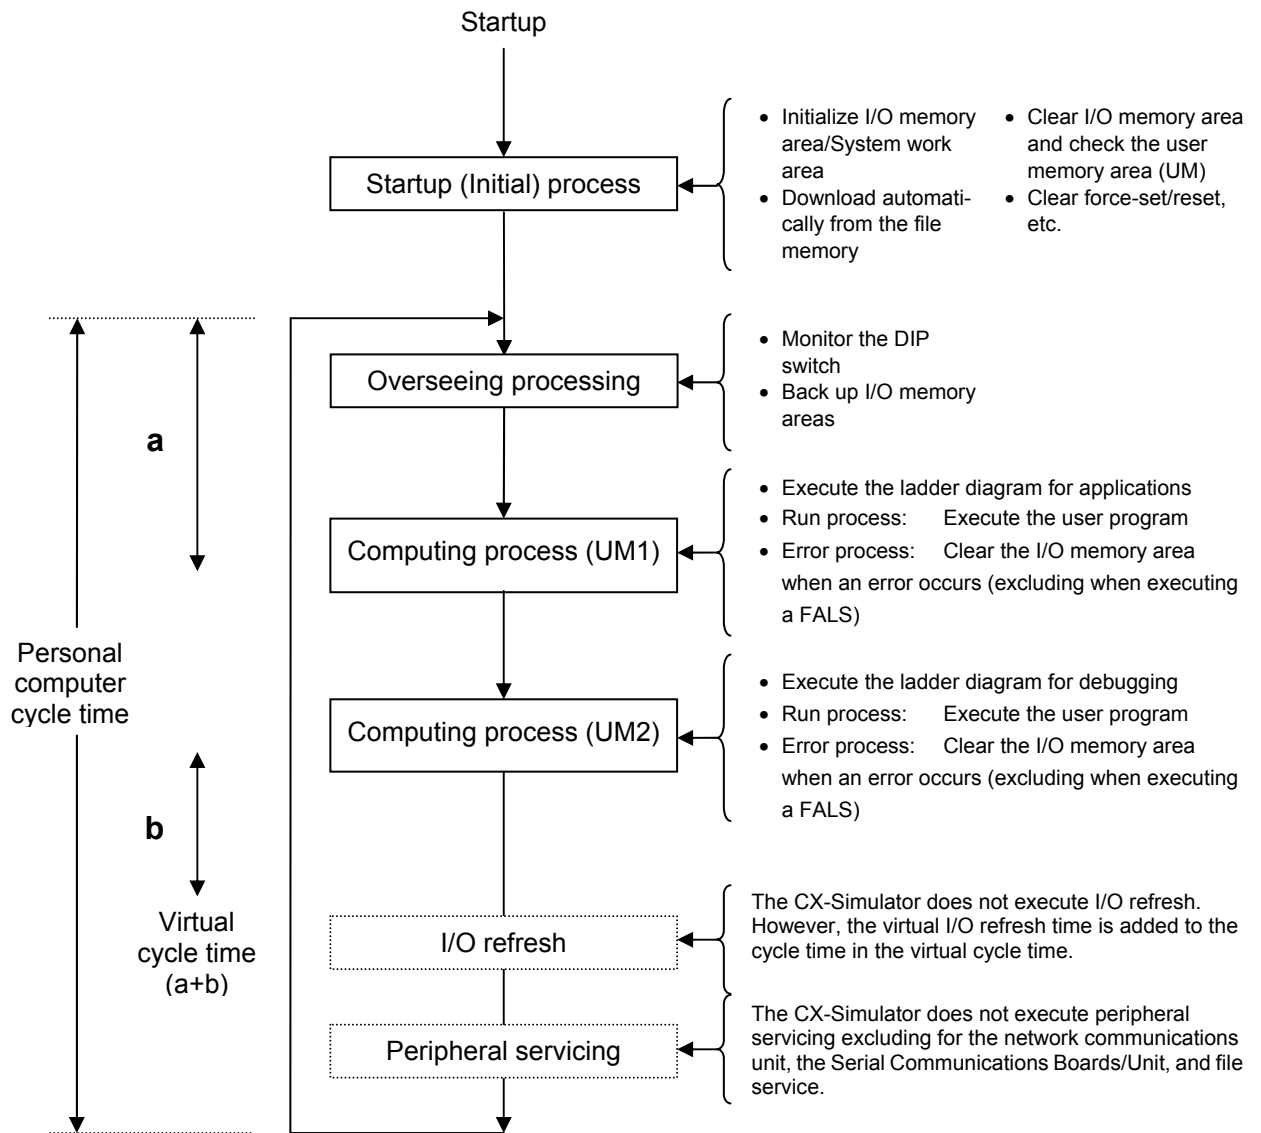 Startup
Startup (Initial) process
• Initialize I/O memory
area/System work
area
• Download automati-
cally from the file
memory
• Clear I/O memory area
and check the user
memory area (UM)
• Clear force-set/reset,
etc.
Overseeing processing
• Monitor the DIP
switch
• Back up I/O memory
areas
a
Computing process (UM1)
• Execute the ladder diagram for applications
• Run process: Execute the user program
• Error process: Clear the I/O memory area
when an error occurs (excluding when executing
a FALS)
Personal
computer
cycle time
Computing process (UM2)
• Execute the ladder diagram for debugging
• Run process: Execute the user program
• Error process: Clear the I/O memory area
when an error occurs (excluding when executing
a FALS)
b
Virtual
cycle time
(a+b)
I/O refresh
The CX-Simulator does not execute I/O refresh.
However, the virtual I/O refresh time is added to the
cycle time in the virtual cycle time.
Peripheral servicing
The CX-Simulator does not execute peripheral
servicing excluding for the network communications
unit, the Serial Communications Boards/Unit, and file
service.